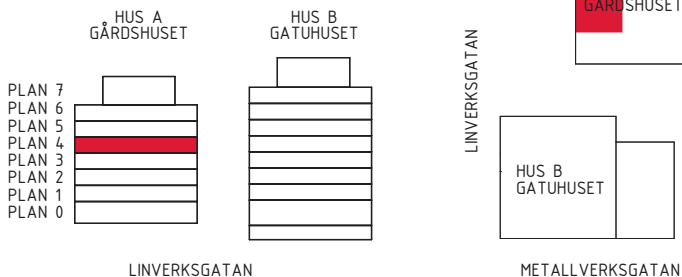 HUS A
GÅRDSHUSET
HUS B
GATUHUSET
PLAN 7
PLAN 6
PLAN 5
PLAN 4
PLAN 3
PLAN 2
PLAN 1
PLAN 0
LINVERKSGATAN
GÅRDSHUSET
LINVERKSGATAN
HUS B
GATUHUSET
METALLVERKSGATAN